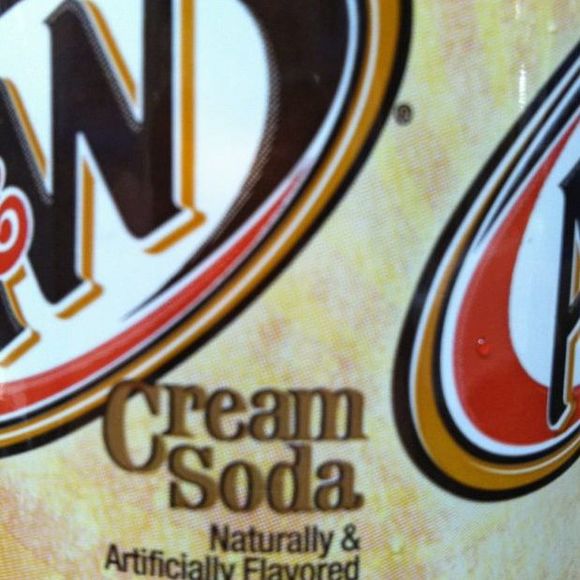 &W®
Cream
Soda
Naturally &
Artificially Flavored
A